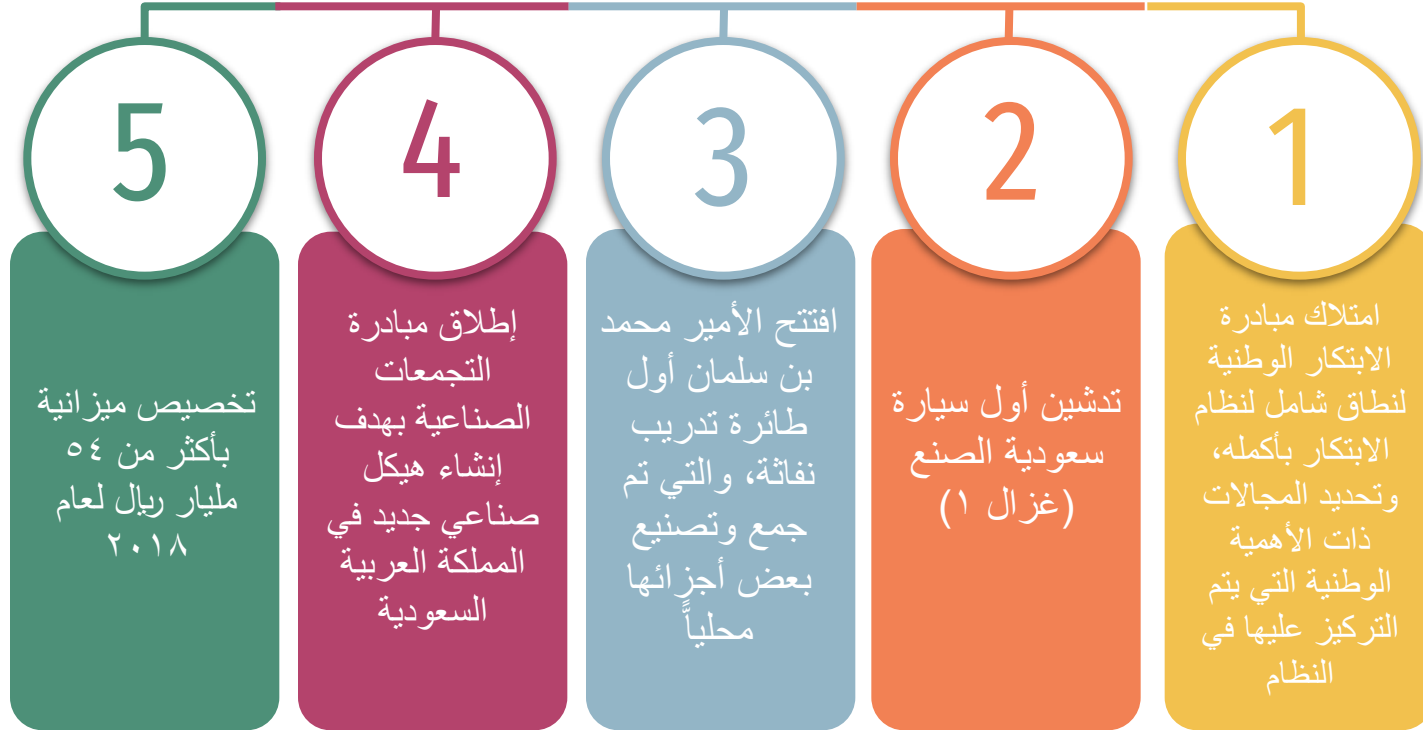 1
امتلاك مبادرة
الابتكار الوطنية
لنطاق شامل لنظام
الابتكار بأكمله،
وتحديد المجالات
ذات الأهمية
الوطنية التي يتم
التركيز عليها في
النظام
2
تدشين أول سيارة
سعودية الصنع
(غزال ١)
3
افتتح الأمير محمد
بن سلمان أول
طائرة تدريب
نفاثة، والتي تم
جمع وتصنيع
بعض أجزائها
محلياًّ
4
إطلاق مبادرة
التجمعات
الصناعية بهدف
إنشاء هيكل
صناعي جديد في
المملكة العربية
السعودية
5
تخصيص ميزانية
بأكثر من ٥٤
مليار ريال لعام
٢٠١٨